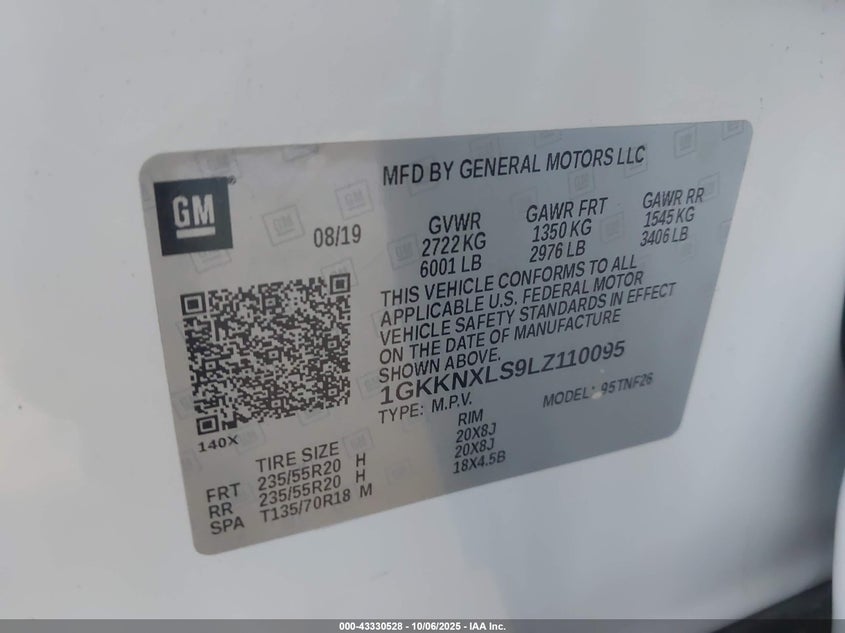 MFD BY GENERAL MOTORS LLC
GM®
08/19
GVWR GAWR FRT GAWR RR
2722 KG 1350 KG 1545 KG
6001 LB 2976 LB 3406 LB
THIS VEHICLE CONFORMS TO ALL
APPLICABLE U.S. FEDERAL MOTOR
VEHICLE SAFETY STANDARDS IN EFFECT
ON THE DATE OF MANUFACTURE
SHOWN ABOVE.
1GKKNXLS9LZ110095
TYPE: M.P.V. MODEL: 95TNF26
140X
TIRE SIZE RIM
FRT 235/55R20 H 20X8J
RR 235/55R20 H 20X8J
SPA T135/70R18 M 18X4.5B
000-43330528 - 10/06/2025 - IAA Inc.